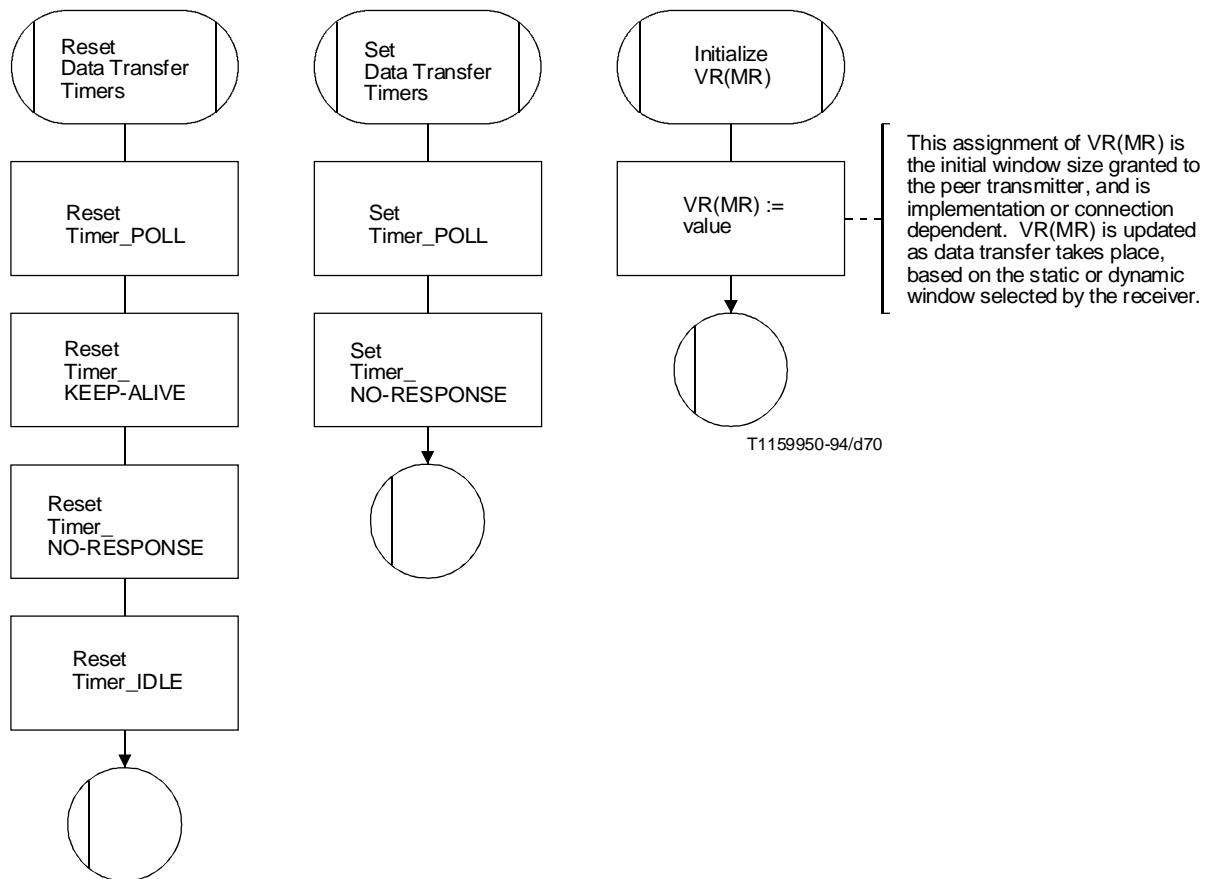 Reset
Data Transfer
Timers
Reset
Timer_POLL
Reset
Timer_
KEEP-ALIVE
Reset
Timer_
NO-RESPONSE
Reset
Timer_IDLE
Set
Data Transfer
Timers
Set
Timer_POLL
Set
Timer_
NO-RESPONSE
Initialize
VR(MR)
VR(MR) :=
value
This assignment of VR(MR) is
the initial window size granted to
the peer transmitter, and is
implementation or connection
dependent. VR(MR) is updated
as data transfer takes place,
based on the static or dynamic
window selected by the receiver.
T1159950-94/d70